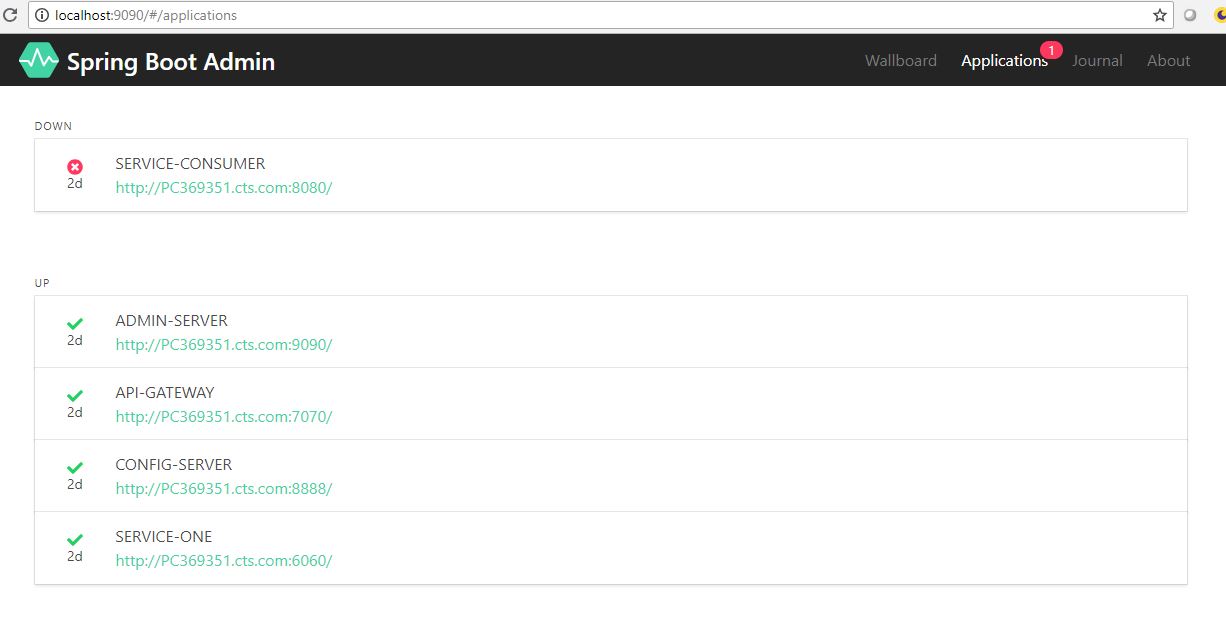 localhost:9090/#/applications
Spring Boot Admin
Wallboard Applications 1 Journal About
DOWN
SERVICE-CONSUMER
2d
http://PC369351.cts.com:8080/
UP
ADMIN-SERVER
2d
http://PC369351.cts.com:9090/
API-GATEWAY
2d
http://PC369351.cts.com:7070/
CONFIG-SERVER
2d
http://PC369351.cts.com:8888/
SERVICE-ONE
2d
http://PC369351.cts.com:6060/